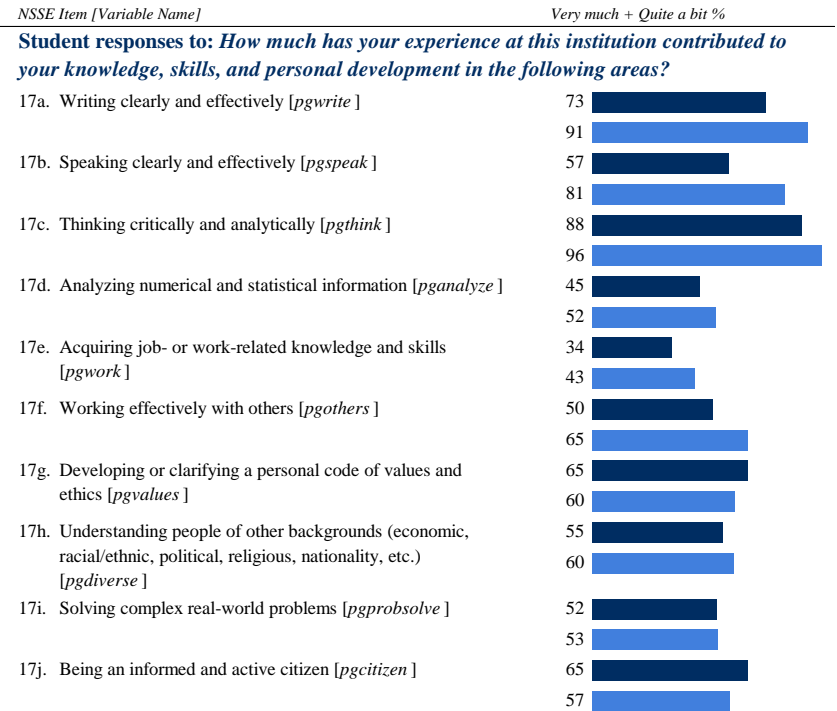 NSSE Item [Variable Name] Very much + Quite a bit %
Student responses to: How much has your experience at this institution contributed to
your knowledge, skills, and personal development in the following areas?
17a. Writing clearly and effectively [pgwrite ] 73
91
17b. Speaking clearly and effectively [pgspeak ] 57
81
17c. Thinking critically and analytically [pgthink ] 88
96
17d. Analyzing numerical and statistical information [pganalyze ] 45
52
17e. Acquiring job- or work-related knowledge and skills 34
[pgwork ] 43
17f. Working effectively with others [pgothers ] 50
65
17g. Developing or clarifying a personal code of values and 65
ethics [pgvalues ] 60
17h. Understanding people of other backgrounds (economic, 55
racial/ethnic, political, religious, nationality, etc.) 60
[pgdiverse ]
17i. Solving complex real-world problems [pgprobsolve ] 52
53
17j. Being an informed and active citizen [pgcitizen ] 65
57